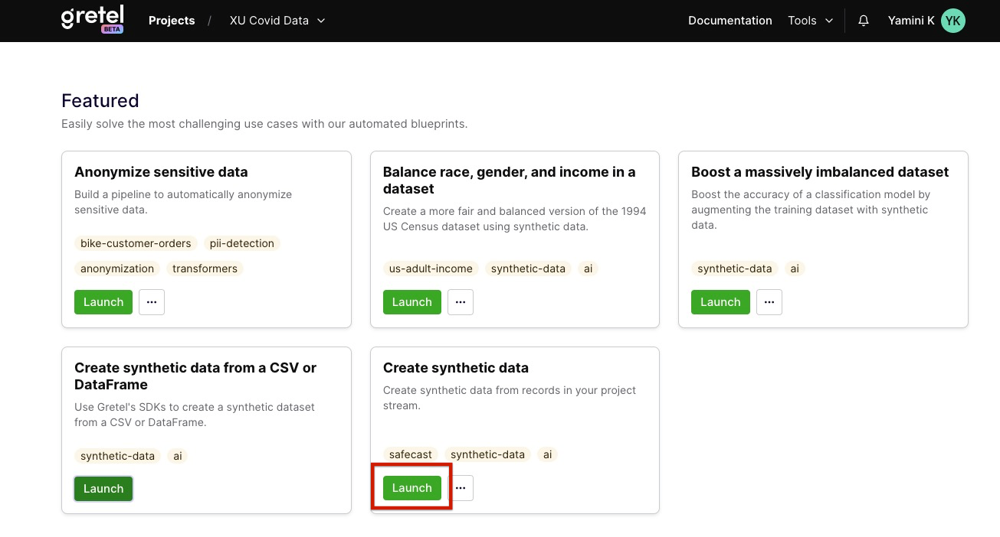 gretel BETA Projects / XU Covid Data Documentation Tools Yamini K YK
Featured
Easily solve the most challenging use cases with our automated blueprints.
Anonymize sensitive data
Build a pipeline to automatically anonymize
sensitive data.
bike-customer-orders pii-detection
anonymization transformers
Launch ...
Balance race, gender, and income in a
dataset
Create a more fair and balanced version of the 1994
US Census dataset using synthetic data.
us-adult-income synthetic-data ai
Launch ...
Boost a massively imbalanced dataset
Boost the accuracy of a classification model by
augmenting the training dataset with synthetic
data.
synthetic-data ai
Launch ...
Create synthetic data from a CSV or
DataFrame
Use Gretel's SDKs to create a synthetic dataset
from a CSV or DataFrame.
synthetic-data ai
Launch
Create synthetic data
Create synthetic data from records in your project
stream.
safecast synthetic-data ai
Launch ...